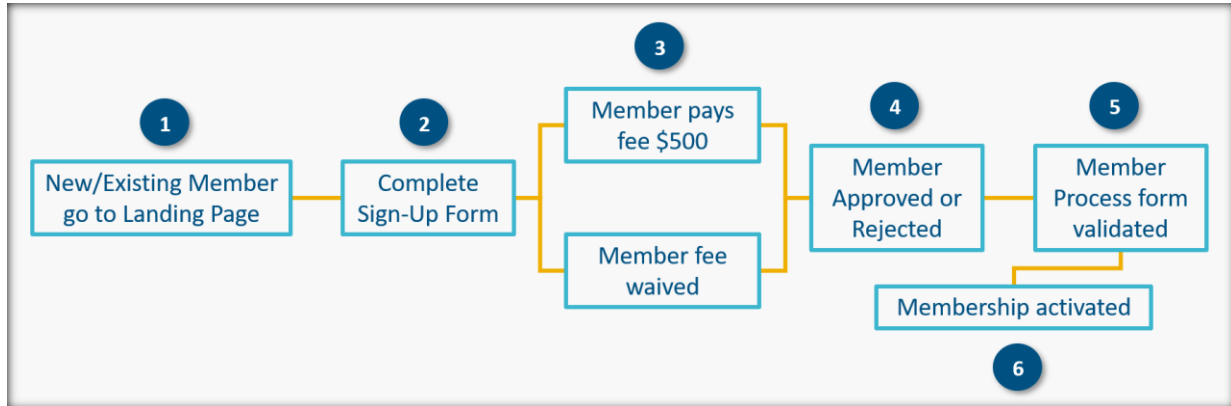 1
New/Existing Member
go to Landing Page
2
Complete
Sign-Up Form
3
Member pays
fee $500
Member fee
waived
4
Member
Approved or
Rejected
5
Member
Process form
validated
Membership activated
6